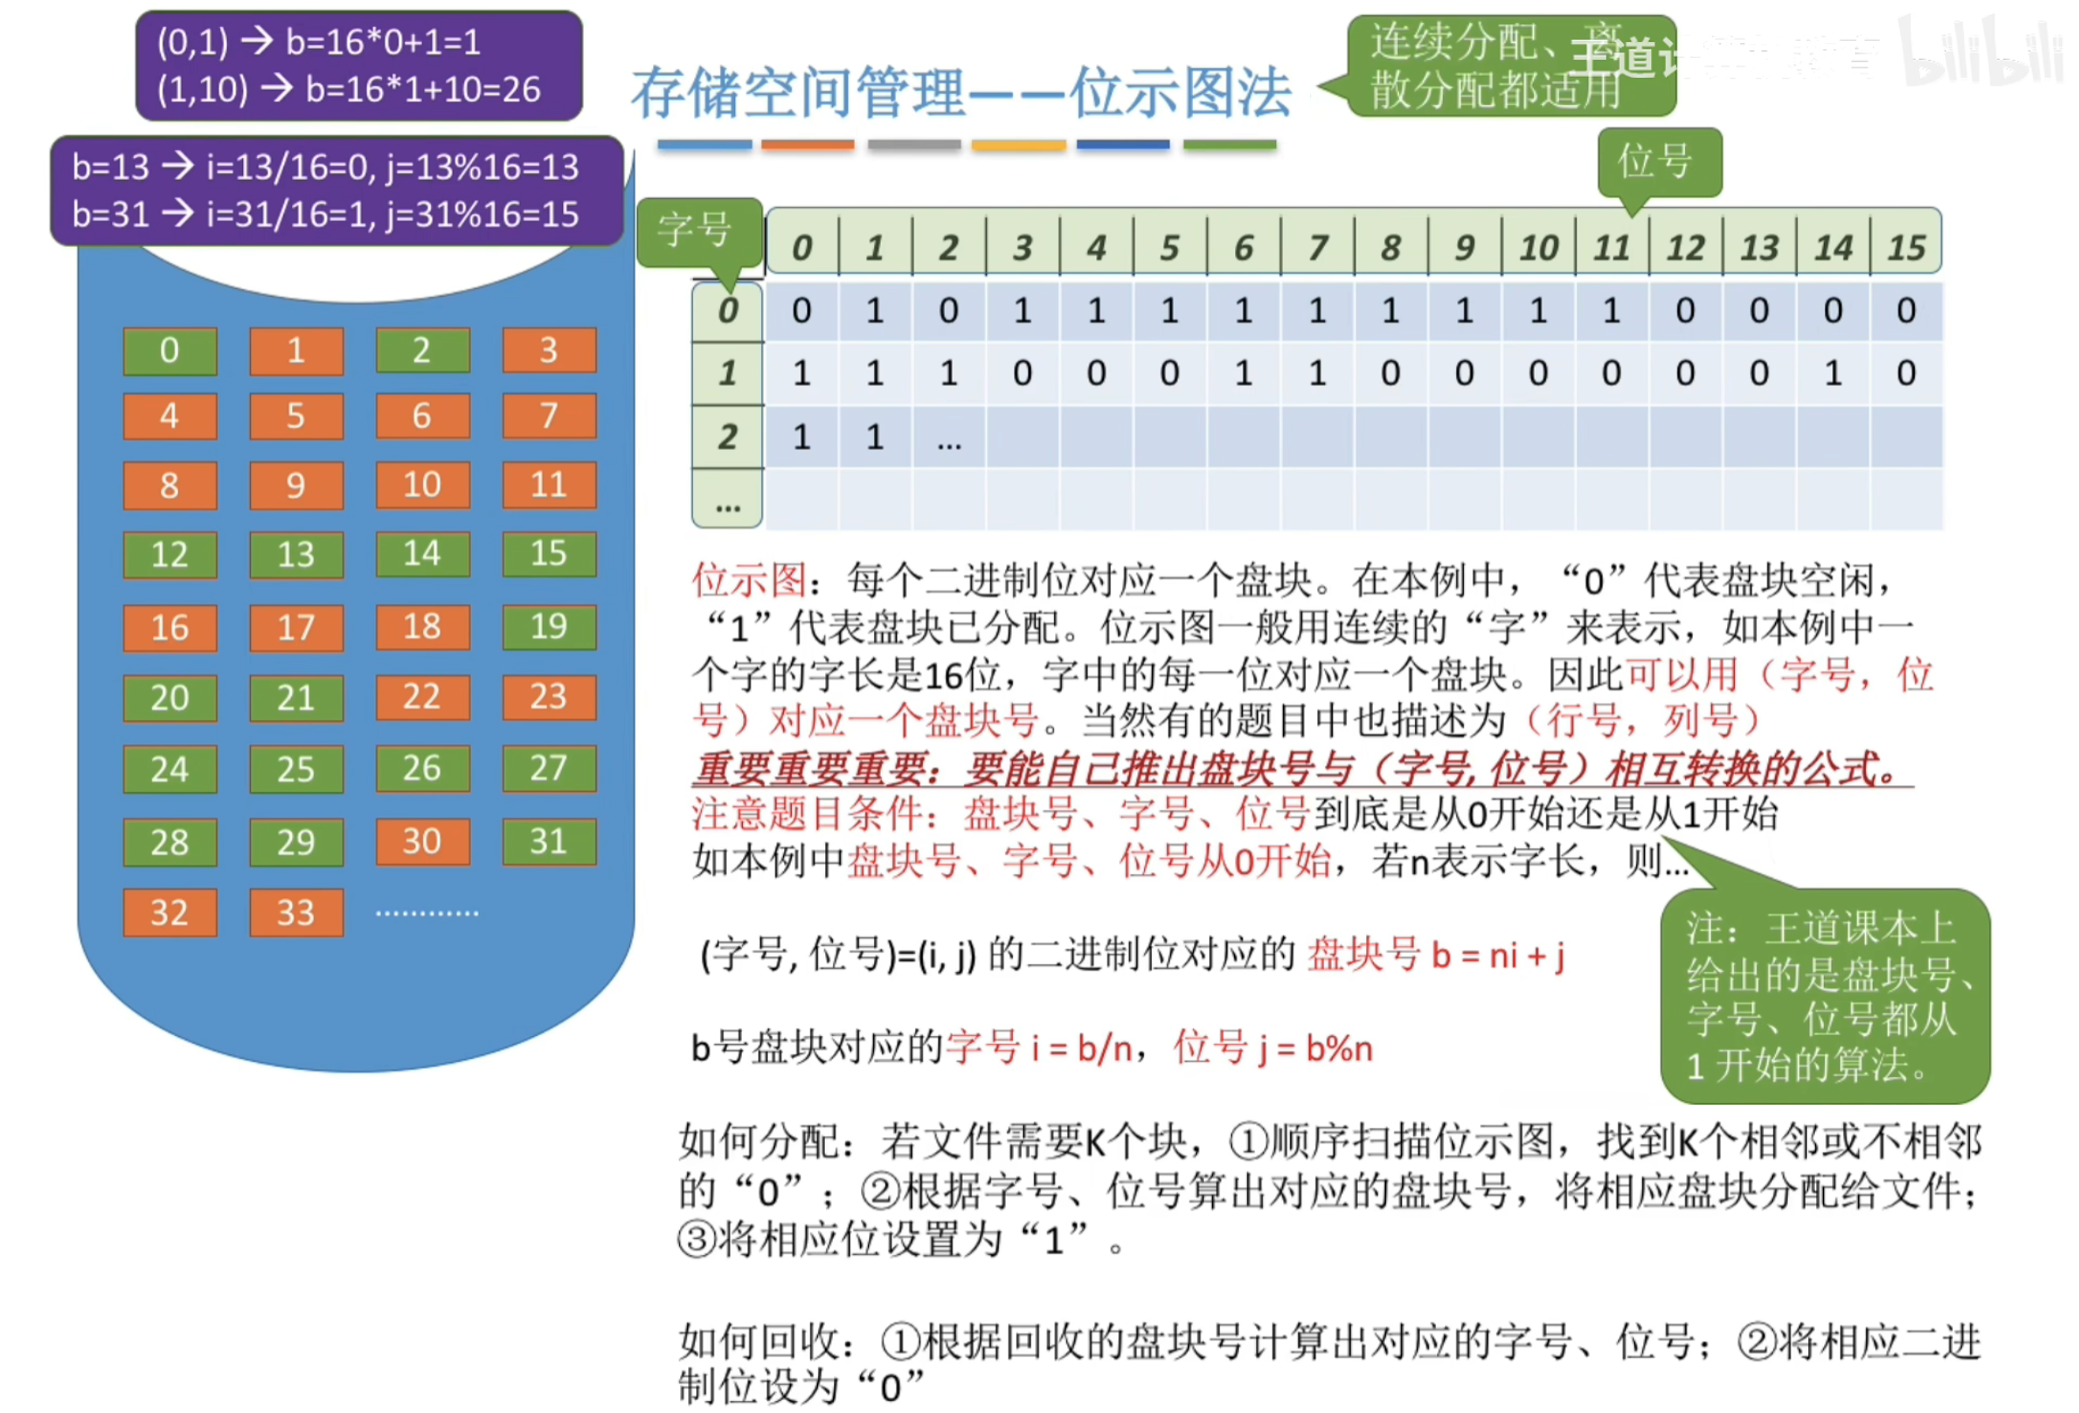 (0,1) → b=16*0+1=1
(1,10) → b=16*1+10=26
b=13 → i=13/16=0, j=13%16=13
b=31 → i=31/16=1, j=31%16=15
存储空间管理——位示图法
连续分配、离
散分配都适用
王道计算机教育
bilibili
字号
位号
0 1 2 3 4 5 6 7 8 9 10 11 12 13 14 15
0 0 1 0 1 1 1 1 1 1 1 1 1 0 0 0 0
1 1 1 1 0 0 0 1 1 0 0 0 0 0 0 1 0
2 1 1 ...
...
0 1 2 3
4 5 6 7
8 9 10 11
12 13 14 15
16 17 18 19
20 21 22 23
24 25 26 27
28 29 30 31
32 33 …………
位示图：每个二进制位对应一个盘块。在本例中，“0”代表盘块空闲，
“1”代表盘块已分配。位示图一般用连续的“字”来表示，如本例中一
个字的字长是16位，字中的每一位对应一个盘块。因此可以用（字号，位
号）对应一个盘块号。当然有的题目中也描述为（行号，列号）
重要重要重要：要能自己推出盘块号与（字号, 位号）相互转换的公式。
注意题目条件：盘块号、字号、位号到底是从0开始还是从1开始
如本例中盘块号、字号、位号从0开始，若n表示字长，则...
(字号, 位号)=(i, j) 的二进制位对应的 盘块号 b = ni + j
b号盘块对应的字号 i = b/n，位号 j = b%n
注：王道课本上
给出的是盘块号、
字号、位号都从
1 开始的算法。
如何分配：若文件需要K个块，①顺序扫描位示图，找到K个相邻或不相邻
的“0”；②根据字号、位号算出对应的盘块号，将相应盘块分配给文件；
③将相应位设置为“1”。
如何回收：①根据回收的盘块号计算出对应的字号、位号；②将相应二进
制位设为“0”